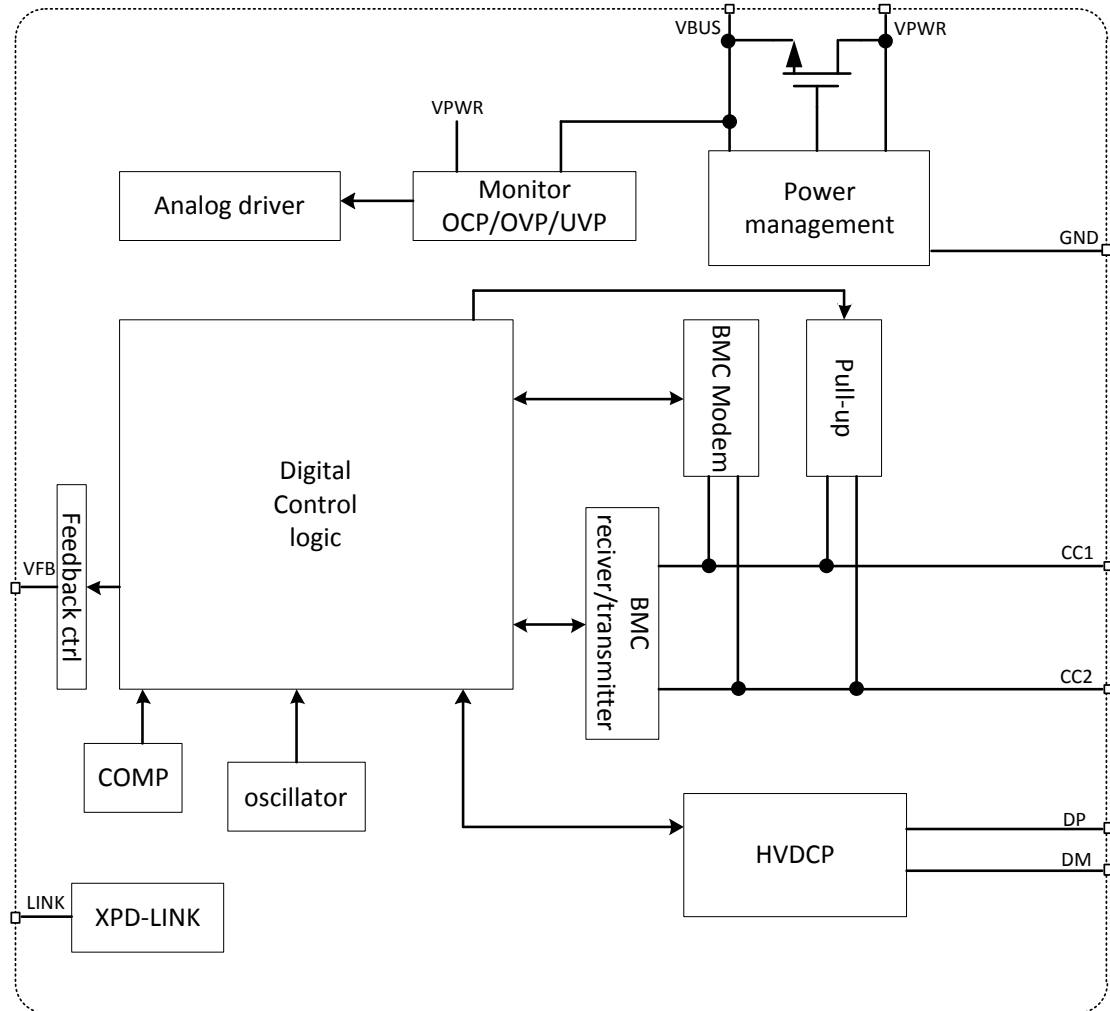 VBUS
VPWR
VPWR
Analog driver
Monitor
OCP/OVP/UVP
Power
management
GND
BMC Modem
Pull-up
Digital
Control
logic
Feedback ctrl
VFB
BMC
reciver/transmitter
CC1
CC2
COMP
oscillator
HVDCP
DP
DM
LINK
XPD-LINK